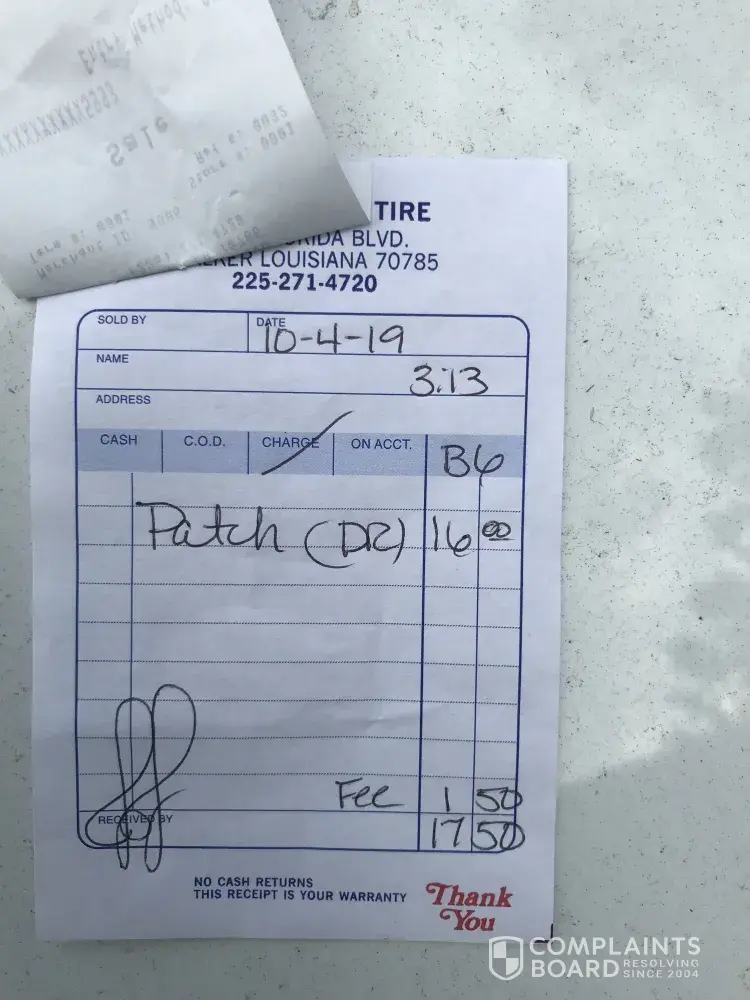 Sale
TIRE
BLVD.
LOUISIANA 70785
225-271-4720
SOLD BY
DATE 10-4-19
NAME
3:13
ADDRESS
CASH C.O.D. CHARGE ON ACCT. B6
Patch (DR) 16 00
Fee 1 50
RECEIVED BY 17 50
NO CASH RETURNS
THIS RECEIPT IS YOUR WARRANTY
Thank
You
COMPLAINTS
BOARD RESOLVING
SINCE 2004